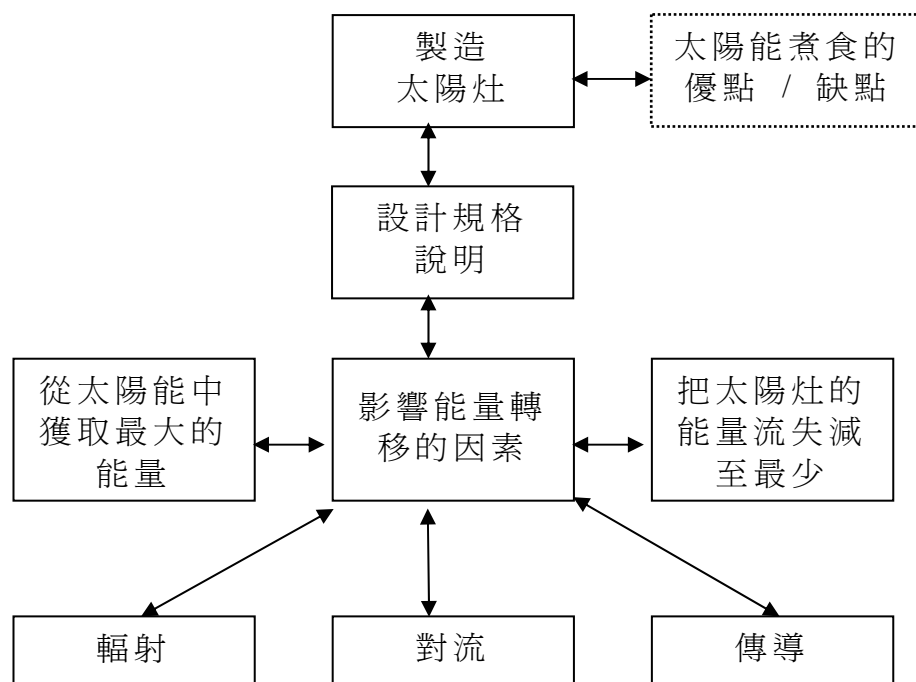 製造
太陽灶
太陽能煮食的
優點 / 缺點
設計規格
說明
從太陽能中
獲取最大的
能量
影響能量轉
移的因素
把太陽灶的
能量流失減
至最少
輻射
對流
傳導